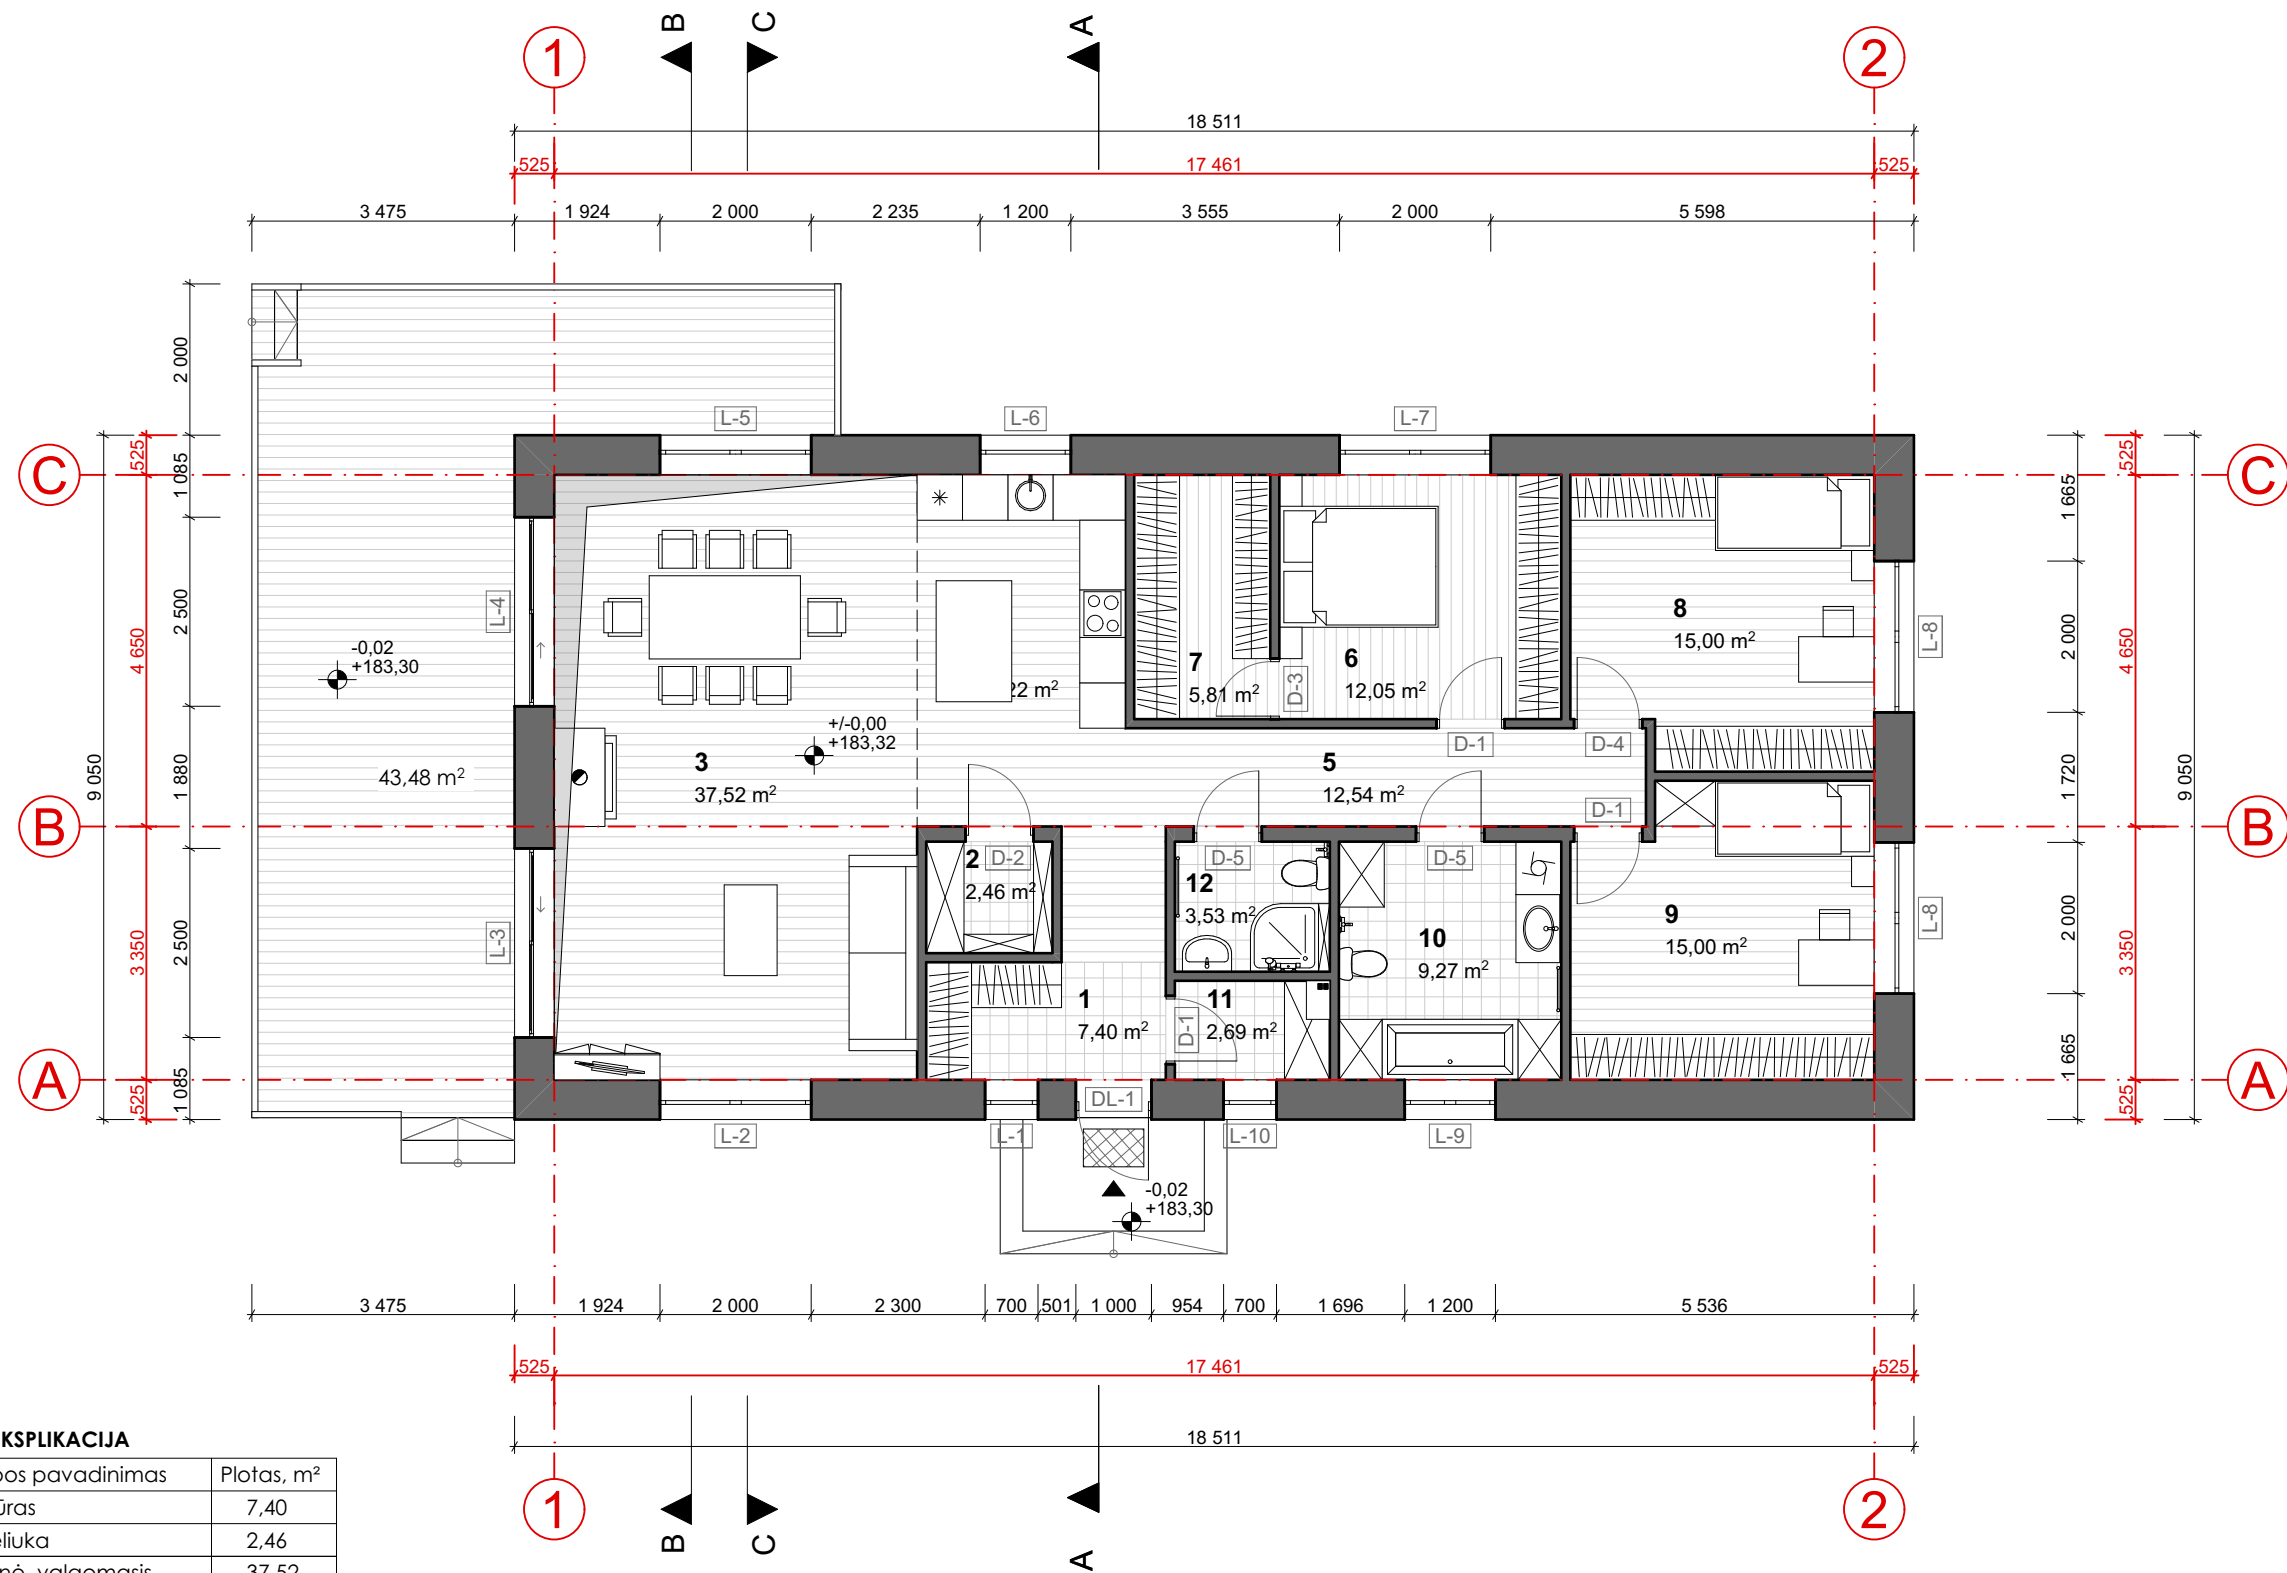 B
C
A
1
2
18 511
525
17 461
525
3 475
1 924
2 000
2 235
1 200
3 555
2 000
5 598
L-5
L-6
L-7
C
C
B
B
A
A
9 050
525
4 650
3 350
525
2 000
1 085
2 500
1 880
2 500
1 085
1 665
2 000
1 720
2 000
1 665
525
4 650
3 350
525
9 050
L-4
L-3
L-8
L-8
-0,02
+183,30
43,48 m²
+/-0,00
+183,32
3
37,52 m²
22 m²
7
5,81 m²
D-3
6
12,05 m²
8
15,00 m²
D-1
D-4
5
12,54 m²
D-1
2
D-2
2,46 m²
D-5
12
3,53 m²
D-5
10
9,27 m²
9
15,00 m²
1
7,40 m²
D-1
11
2,69 m²
DL-1
L-2
L-1
L-10
L-9
-0,02
+183,30
3 475
1 924
2 000
2 300
700
501
1 000
954
700
1 696
1 200
5 536
525
17 461
525
18 511
1
2
B
C
A
KSPLIKACIJA
os pavadinimas
Plotas, m²
ūras
7,40
liuka
2,46
nė, valgomasis
37,52